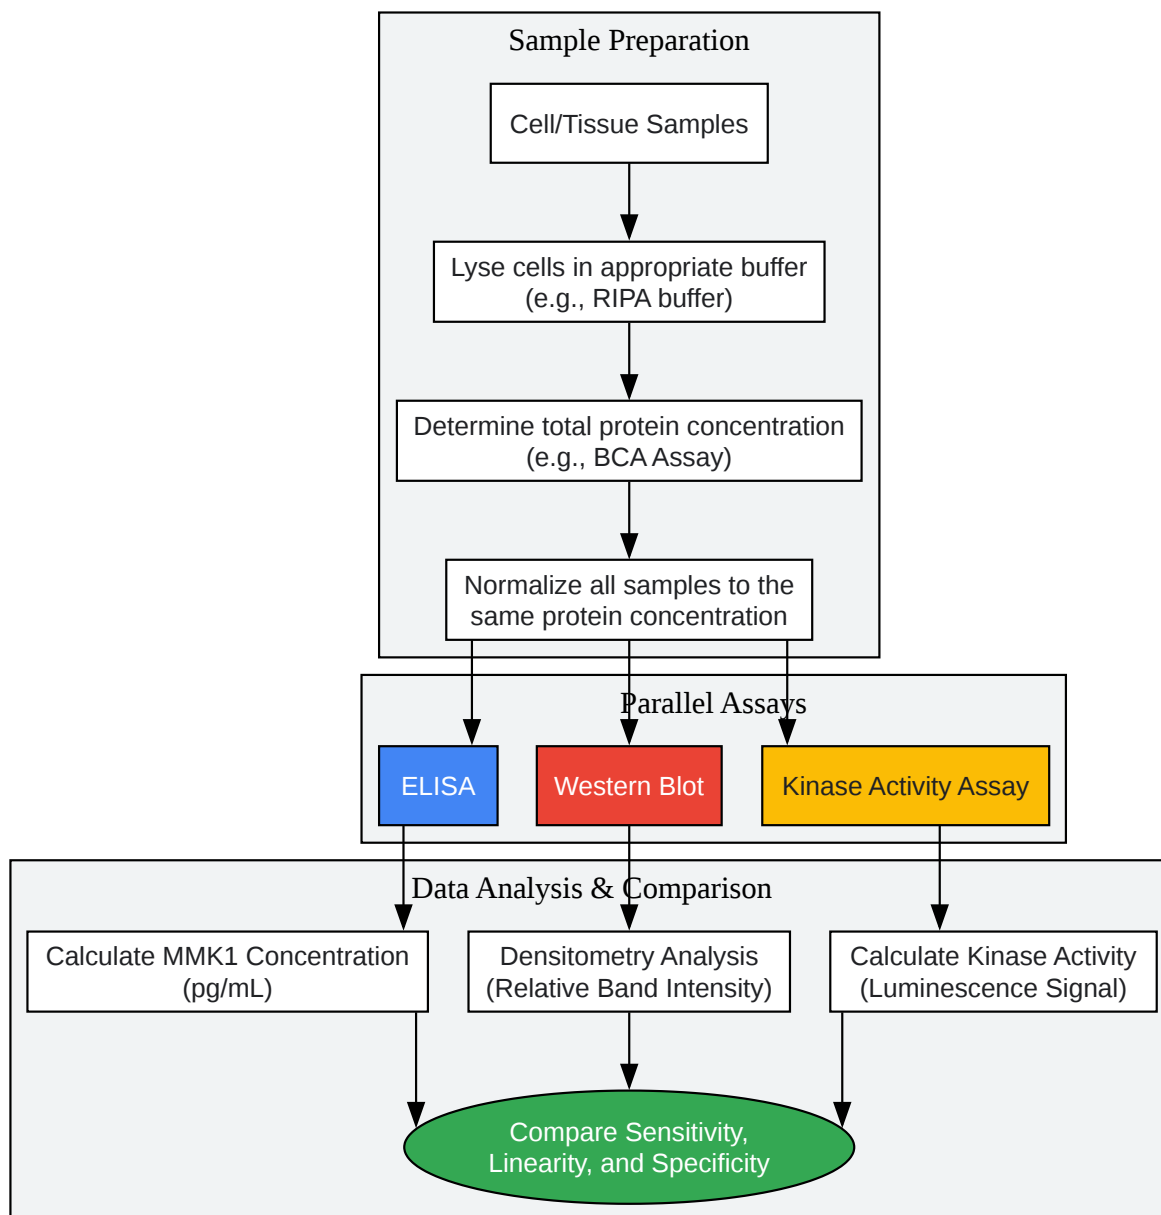 Sample Preparation
Cell/Tissue Samples
Lyse cells in appropriate buffer
(e.g., RIPA buffer)
Determine total protein concentration
(e.g., BCA Assay)
Normalize all samples to the
same protein concentration
Parallel Assays
ELISA
Western Blot
Kinase Activity Assay
Data Analysis & Comparison
Calculate MMK1 Concentration
(pg/mL)
Densitometry Analysis
(Relative Band Intensity)
Calculate Kinase Activity
(Luminescence Signal)
Compare Sensitivity,
Linearity, and Specificity